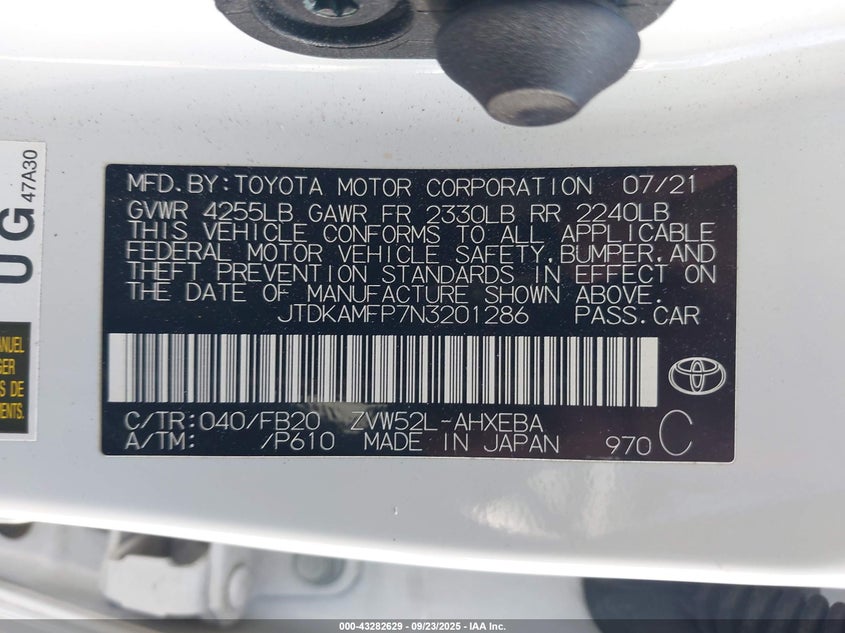 MFD.BY:TOYOTA MOTOR CORPORATION 07/21
GVWR 4255LB GAWR FR 2330LB RR 2240LB
THIS VEHICLE CONFORMS TO ALL APPLICABLE
FEDERAL MOTOR VEHICLE SAFETY,BUMPER,AND
THEFT PREVENTION STANDARDS IN EFFECT ON
THE DATE OF MANUFACTURE SHOWN ABOVE.
JTDKAMFP7N3201286 PASS.CAR
C/TR:040/FB20 ZVW52L-AHXEBA
A/TM: /P610 MADE IN JAPAN 970 C
TOYOTA
UG
47A30
000-43282629 - 09/23/2025 - IAA Inc.